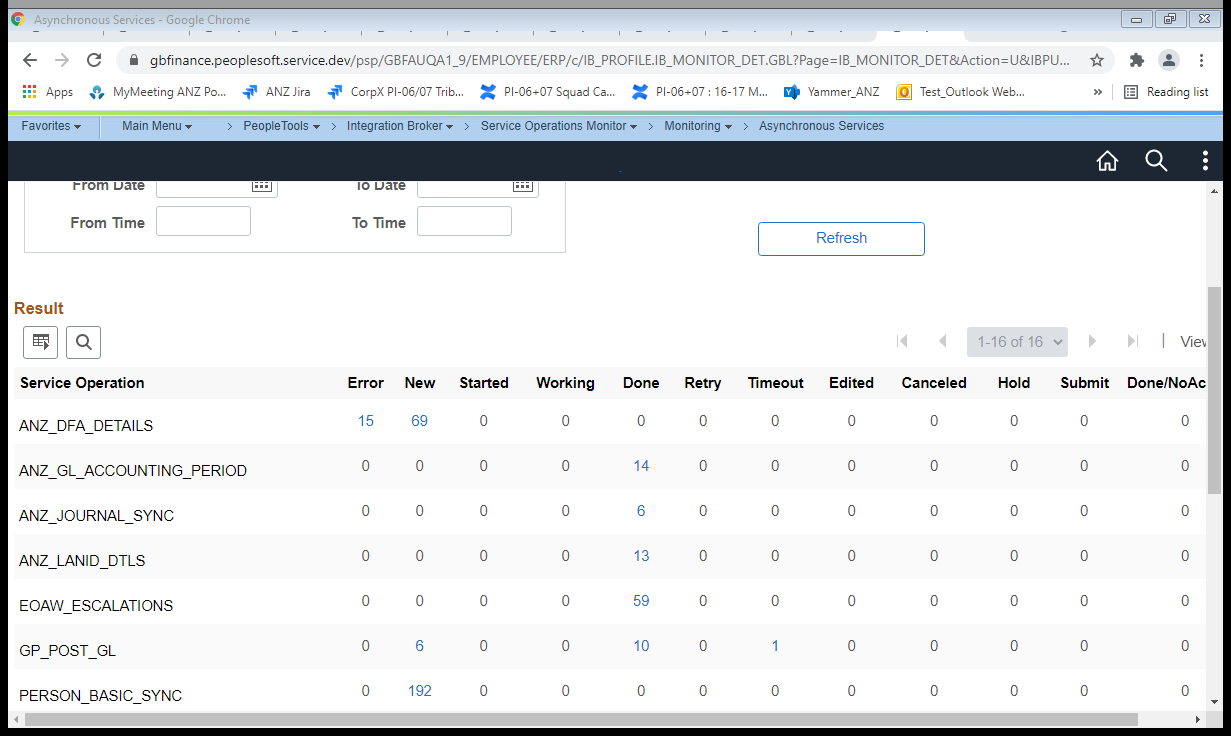 Asynchronous Services - Google Chrome
gbfinance.peoplesoft.service.dev/psp/GBFAUQA1_9/EMPLOYEE/ERP/c/IB_PROFILE.IB_MONITOR_DET.GBL?Page=IB_MONITOR_DET&Action=U&IBPU...
Apps MyMeeting ANZ Po... ANZ Jira CorpX PI-06/07 Trib... PI-06+07 Squad Ca... PI-06+07 : 16-17 M... Yammer_ANZ Test_Outlook Web... » Reading list
Favorites Main Menu > PeopleTools > Integration Broker > Service Operations Monitor > Monitoring > Asynchronous Services
From Date To Date
From Time To Time
Refresh
Result
1-16 of 16 | View
Service Operation Error New Started Working Done Retry Timeout Edited Canceled Hold Submit Done/NoAc
ANZ_DFA_DETAILS 15 69 0 0 0 0 0 0 0 0 0 0
ANZ_GL_ACCOUNTING_PERIOD 0 0 0 0 14 0 0 0 0 0 0 0
ANZ_JOURNAL_SYNC 0 0 0 0 6 0 0 0 0 0 0 0
ANZ_LANID_DTLS 0 0 0 0 13 0 0 0 0 0 0 0
EOAW_ESCALATIONS 0 0 0 0 59 0 0 0 0 0 0 0
GP_POST_GL 0 6 0 0 10 0 1 0 0 0 0 0
PERSON_BASIC_SYNC 0 192 0 0 0 0 0 0 0 0 0 0